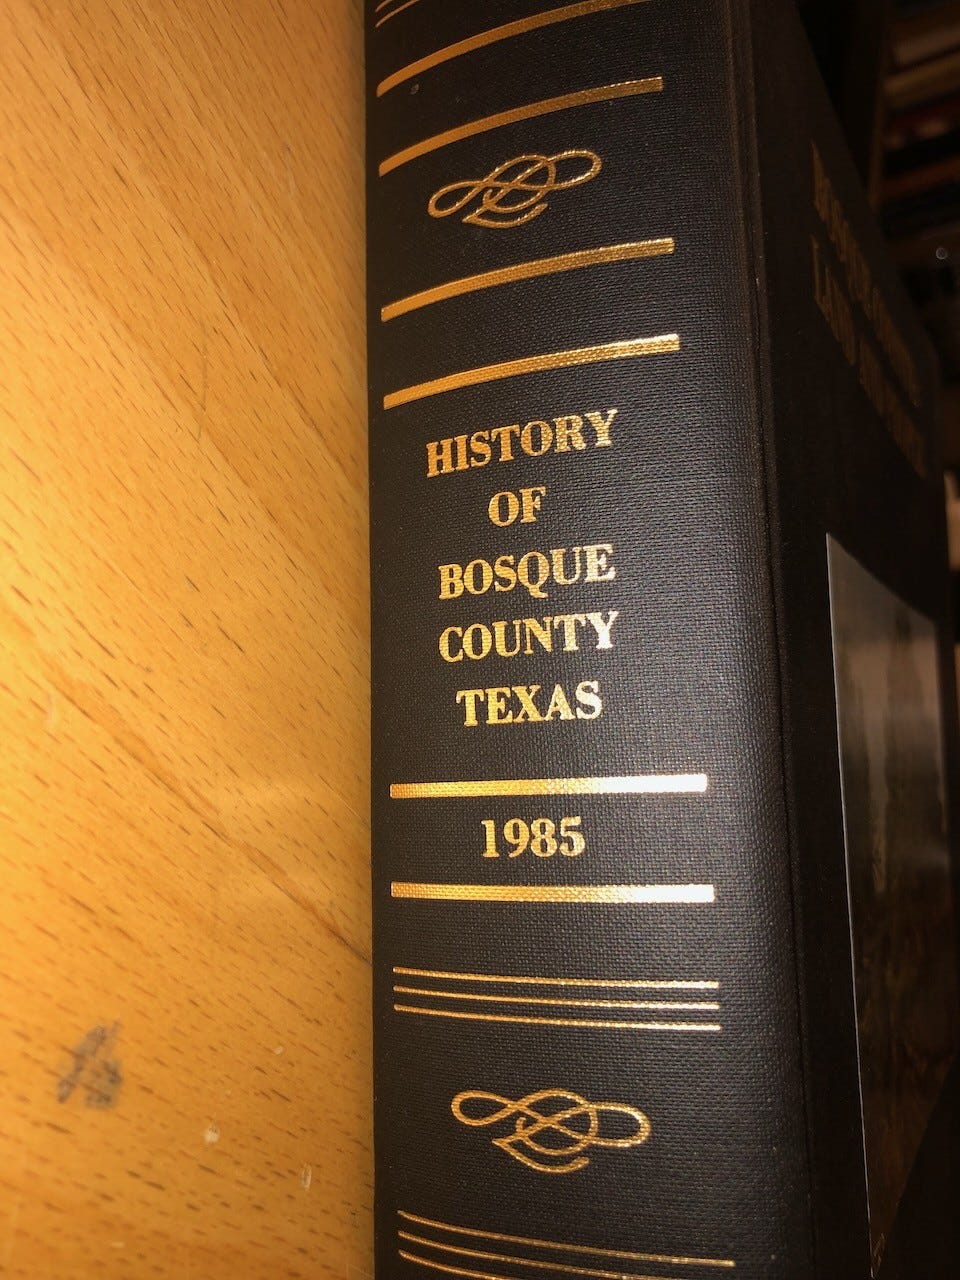 HISTORY
OF
BOSQUE
COUNTY
TEXAS
1985